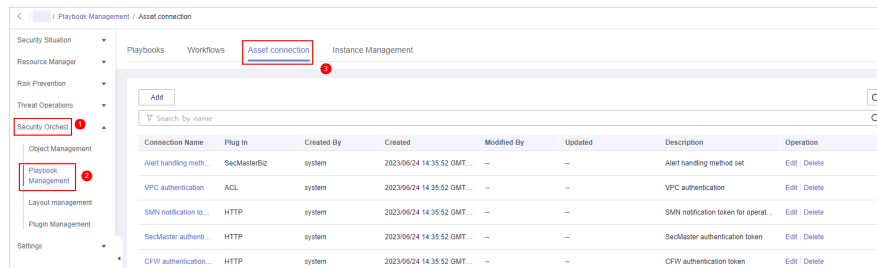 / Playbook Management / Asset connection
Security Situation
Resource Manager
Risk Prevention
Threat Operations
Security Orchest
1
Object Management
Playbook
Management
2
Layout management
Plugin Management
Settings
Playbooks Workflows Asset connection Instance Management
3
Add
Search by name
Connection Name Plug In Created By Created Modified By Updated Description Operation
Alert handling meth... SecMasterBiz system 2023/06/24 14:35:52 GMT... -- -- Alert handling method set Edit | Delete
VPC authentication ACL system 2023/06/24 14:35:52 GMT... -- -- VPC authentication Edit | Delete
SMN notification to... HTTP system 2023/06/24 14:35:52 GMT... -- -- SMN notification token for operat... Edit | Delete
SecMaster authenti... HTTP system 2023/06/24 14:35:52 GMT... -- -- SecMaster authentication token Edit | Delete
CFW authentication... HTTP system 2023/06/24 14:35:52 GMT... -- -- CFW authentication token Edit | Delete